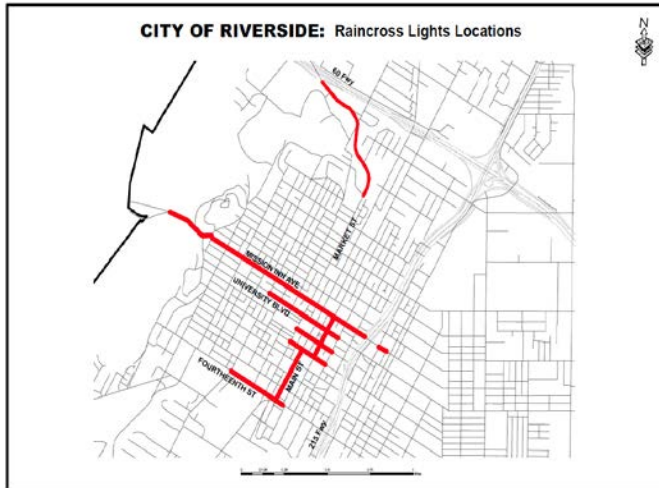 CITY OF RIVERSIDE: Raincross Lights Locations
N
60 Fwy
MARKET ST
MISSION INN AVE
UNIVERSITY BLVD
MAIN ST
FOURTHEENTH ST
215 Fwy